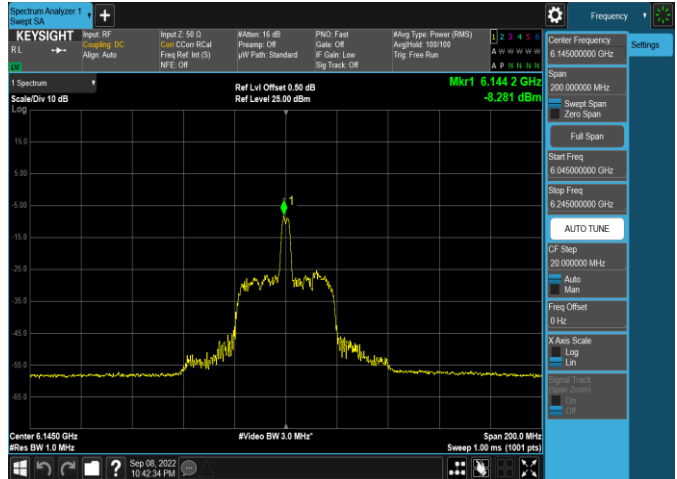 Spectrum Analyzer 1
Swept SA
KEYSIGHT
RL
Input: RF
Coupling: DC
Align: Auto
Input Z: 50 Ω
Corr CCorr RCal
Freq Ref: Int (S)
NFE: Off
#Atten: 16 dB
Preamp: Off
µW Path: Standard
PNO: Fast
Gate: Off
IF Gain: Low
Sig Track: Off
#Avg Type: Power (RMS)
Avg|Hold: 100/100
Trig: Free Run
1 2 3 4 5 6
A W W W W W
A P N N N N
1 Spectrum
Scale/Div 10 dB
Log
Ref Lvl Offset 0.50 dB
Ref Level 25.00 dBm
Mkr1 6.144 2 GHz
-8.281 dBm
15.0
5.00
-5.00
-15.0
-25.0
-35.0
-45.0
-55.0
-65.0
1
Center 6.1450 GHz
#Res BW 1.0 MHz
#Video BW 3.0 MHz*
Span 200.0 MHz
Sweep 1.00 ms (1001 pts)
Sep 08, 2022
10:42:34 PM
Frequency
Settings
Center Frequency
6.145000000 GHz
Span
200.000000 MHz
Swept Span
Zero Span
Full Span
Start Freq
6.045000000 GHz
Stop Freq
6.245000000 GHz
AUTO TUNE
CF Step
20.000000 MHz
Auto
Man
Freq Offset
0 Hz
X Axis Scale
Log
Lin
Signal Track
(Span Zoom)
On
Off